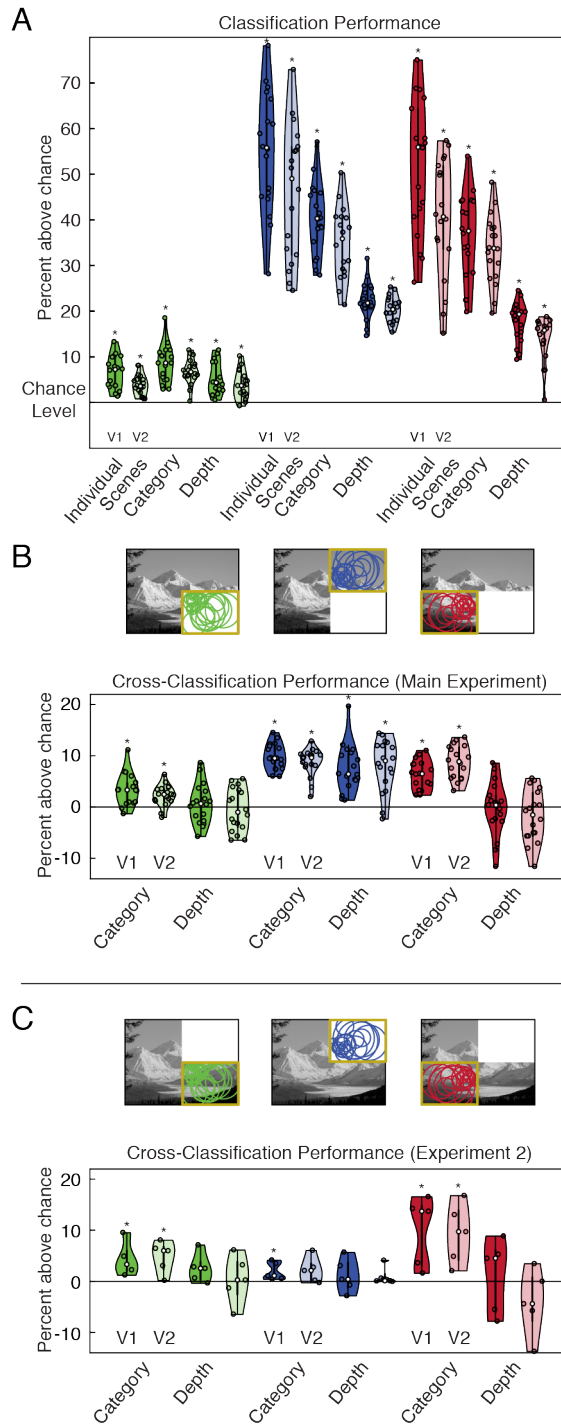 A
Classification Performance
Percent above chance
70
60
50
40
30
20
10
Chance
Level
V1 V2 V1 V2 V1 V2
Individual Scenes Category Depth Individual Scenes Category Depth Individual Scenes Category Depth
B
Cross-Classification Performance (Main Experiment)
Percent above chance
20
10
0
-10
V1 V2 V1 V2 V1 V2
Category Depth Category Depth Category Depth
C
Cross-Classification Performance (Experiment 2)
Percent above chance
20
10
0
-10
V1 V2 V1 V2 V1 V2
Category Depth Category Depth Category Depth